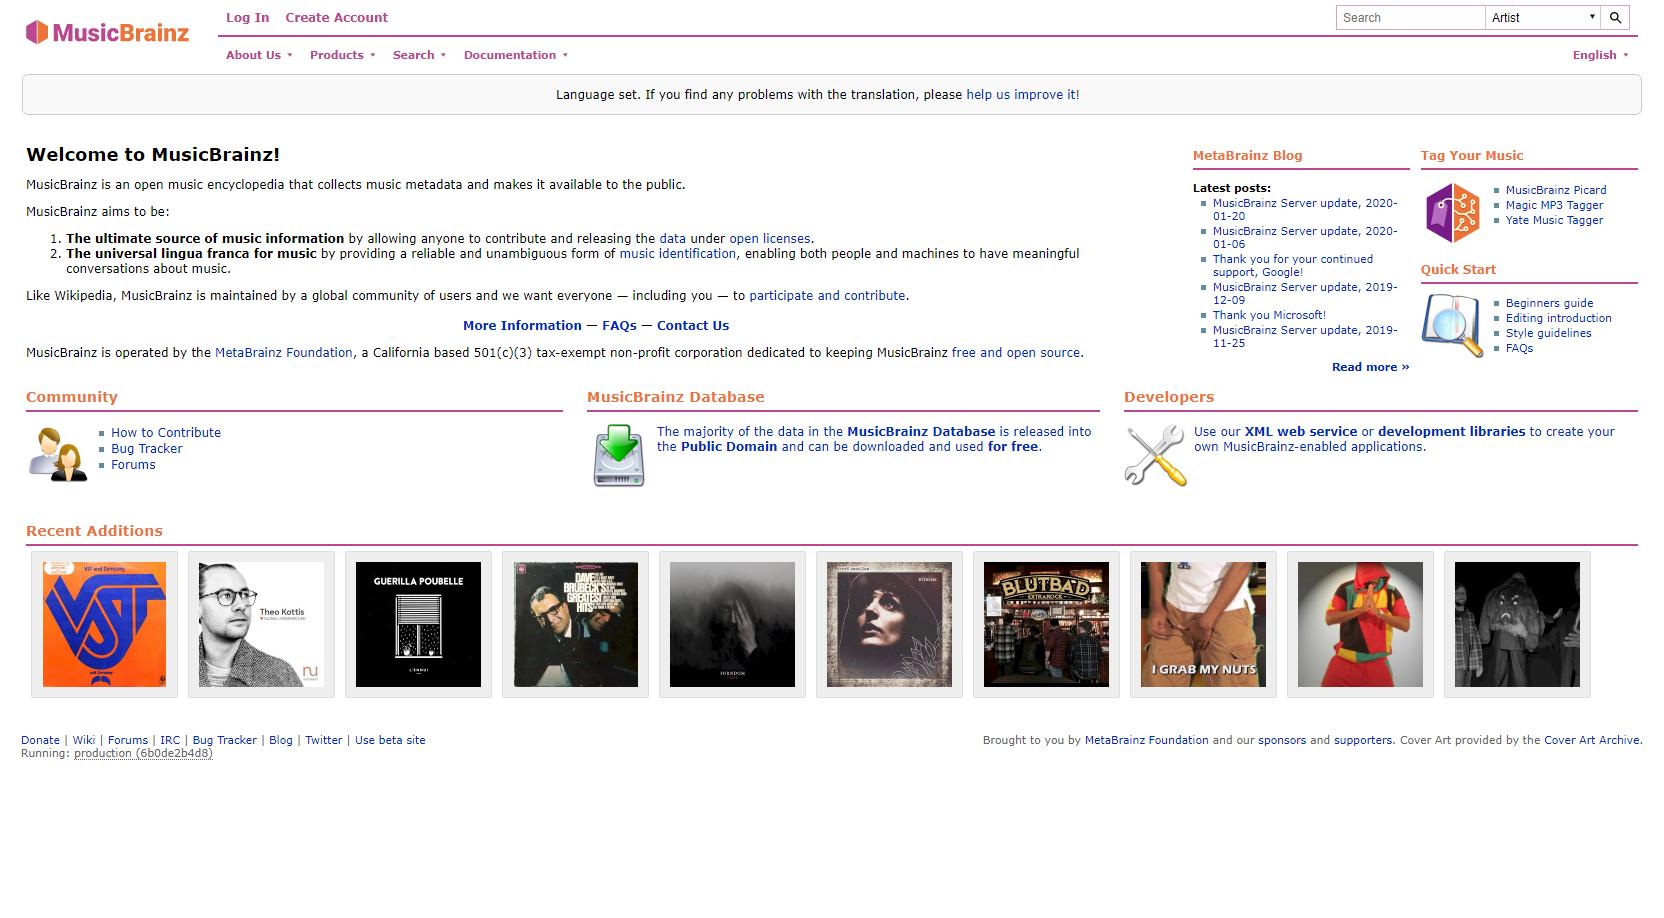 MusicBrainz
Log In Create Account
Search Artist
About Us Products Search Documentation
English
Language set. If you find any problems with the translation, please help us improve it!
Welcome to MusicBrainz!
MusicBrainz is an open music encyclopedia that collects music metadata and makes it available to the public.
MusicBrainz aims to be:
1. The ultimate source of music information by allowing anyone to contribute and releasing the data under open licenses.
2. The universal lingua franca for music by providing a reliable and unambiguous form of music identification, enabling both people and machines to have meaningful
conversations about music.
Like Wikipedia, MusicBrainz is maintained by a global community of users and we want everyone — including you — to participate and contribute.
More Information — FAQs — Contact Us
MusicBrainz is operated by the MetaBrainz Foundation, a California based 501(c)(3) tax-exempt non-profit corporation dedicated to keeping MusicBrainz free and open source.
MetaBrainz Blog
Latest posts:
MusicBrainz Server update, 2020-
01-20
MusicBrainz Server update, 2020-
01-06
Thank you for your continued
support, Google!
MusicBrainz Server update, 2019-
12-09
Thank you Microsoft!
MusicBrainz Server update, 2019-
11-25
Read more »
Tag Your Music
MusicBrainz Picard
Magic MP3 Tagger
Yate Music Tagger
Quick Start
Beginners guide
Editing introduction
Style guidelines
FAQs
Community
How to Contribute
Bug Tracker
Forums
MusicBrainz Database
The majority of the data in the MusicBrainz Database is released into
the Public Domain and can be downloaded and used for free.
Developers
Use our XML web service or development libraries to create your
own MusicBrainz-enabled applications.
Recent Additions
VST and Company
VST
and Company
Theo Kottis
GLOBAL UNDERGROUND
nu
GUERILLA POUBELLE
L'ENNUI
DAVE
BRUBECK'S
GREATEST
HITS
FORNDOM
miracles
BLUTBAD
EXTRAROCK
I GRAB MY NUTS
Donate | Wiki | Forums | IRC | Bug Tracker | Blog | Twitter | Use beta site
Running: production (6b0de2b4d8)
Brought to you by MetaBrainz Foundation and our sponsors and supporters. Cover Art provided by the Cover Art Archive.